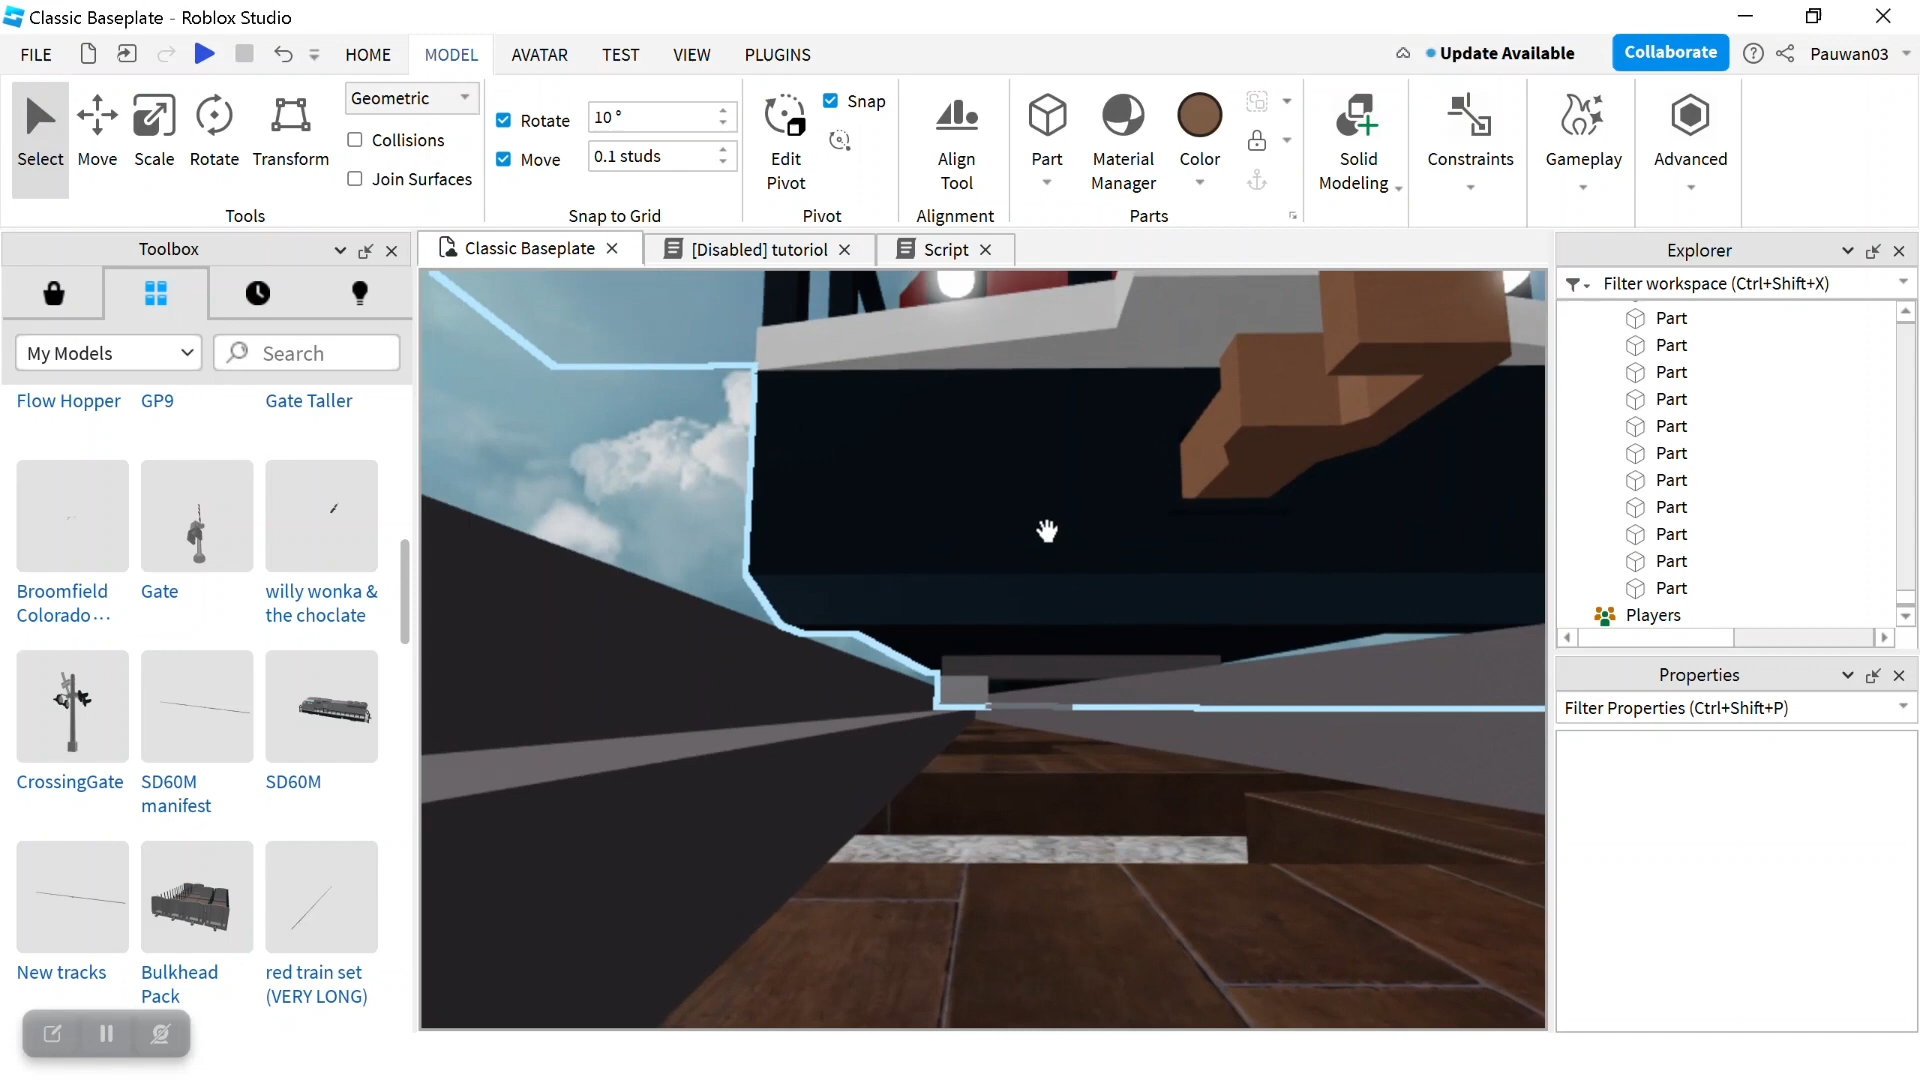 Classic Baseplate - Roblox Studio
FILE
HOME
MODEL
AVATAR
TEST
VIEW
PLUGINS
Update Available
Collaborate
Pauwan03
Select
Move
Scale
Rotate
Transform
Geometric
Collisions
Join Surfaces
Tools
Rotate
10 °
Move
0.1 studs
Snap to Grid
Edit
Pivot
Snap
Pivot
Align
Tool
Alignment
Part
Material
Manager
Color
Parts
Solid
Modeling
Constraints
Gameplay
Advanced
Toolbox
My Models
Search
Flow Hopper
GP9
Gate Taller
Broomfield
Colorado...
Gate
willy wonka &
the choclate
CrossingGate
SD60M
manifest
SD60M
New tracks
Bulkhead
Pack
red train set
(VERY LONG)
Classic Baseplate
[Disabled] tutoriol
Script
Explorer
Filter workspace (Ctrl+Shift+X)
Part
Part
Part
Part
Part
Part
Part
Part
Part
Part
Part
Players
Properties
Filter Properties (Ctrl+Shift+P)